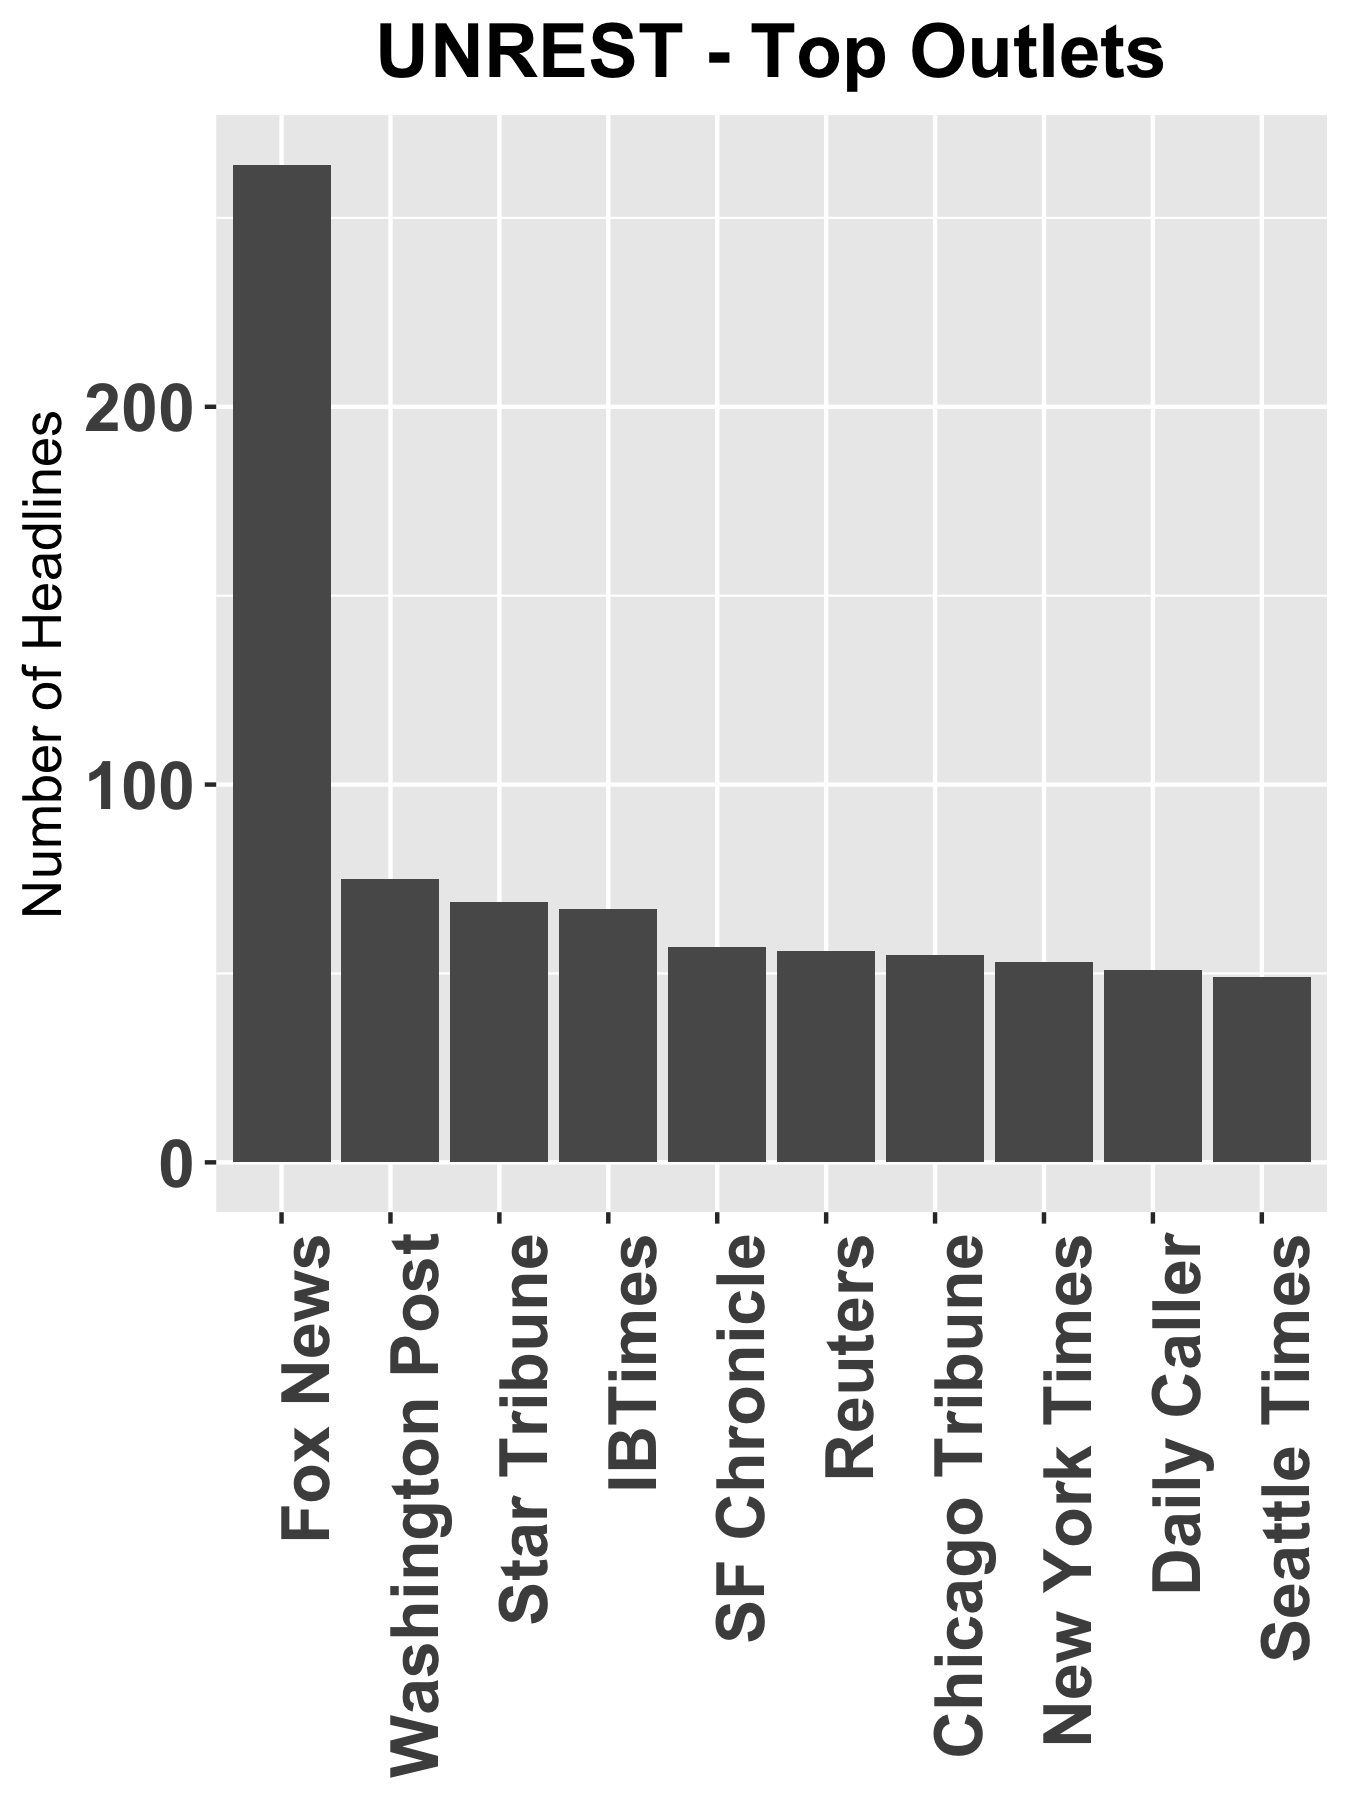 UNREST - Top Outlets
Number of Headlines
200
100
0
Fox News
Washington Post
Star Tribune
IBTimes
SF Chronicle
Reuters
Chicago Tribune
New York Times
Daily Caller
Seattle Times